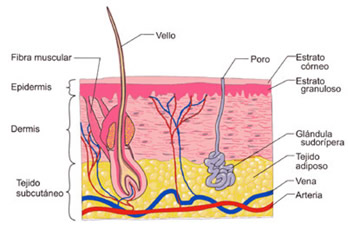 Vello
Fibra muscular
Poro
Estrato
córneo
Epidermis
Estrato
granuloso
Dermis
Glándula
sudorípera
Tejido
adiposo
Tejido
subcutáneo
Vena
Arteria